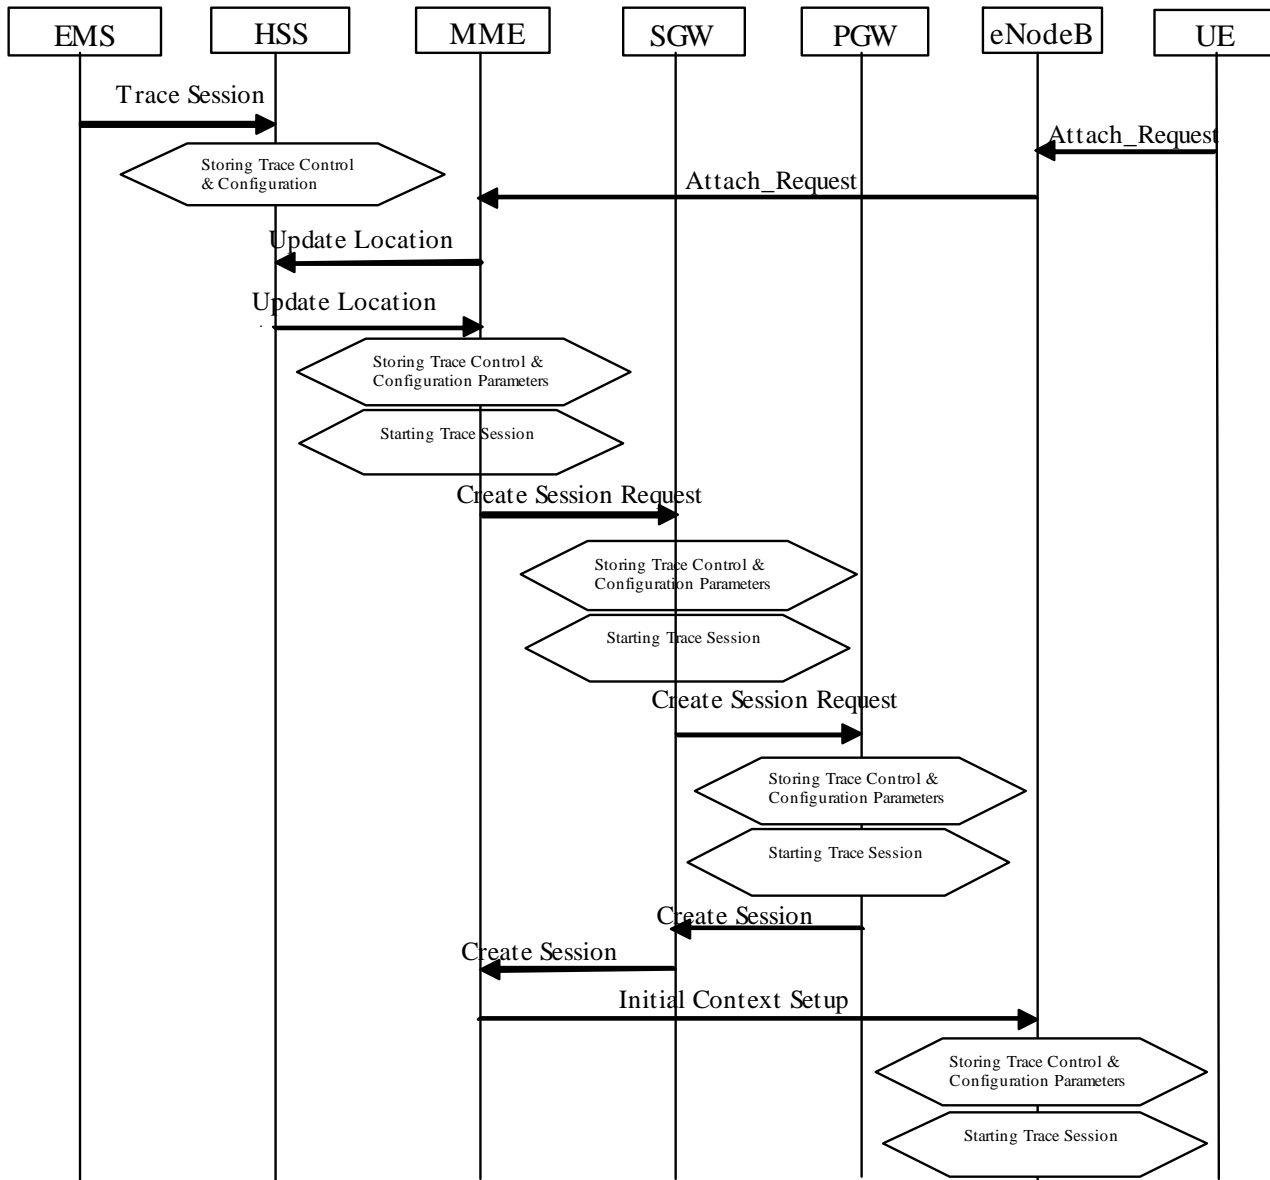 EMS
HSS
MME
SGW
PGW
eNodeB
UE
Trace Session
Attach_Request
Storing Trace Control
& Configuration
Attach_Request
Update Location
Update Location
Storing Trace Control &
Configuration Parameters
Starting Trace Session
Create Session Request
Storing Trace Control &
Configuration Parameters
Starting Trace Session
Create Session Request
Storing Trace Control &
Configuration Parameters
Starting Trace Session
Create Session
Create Session
Initial Context Setup
Storing Trace Control &
Configuration Parameters
Starting Trace Session